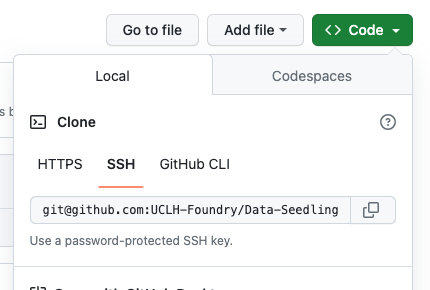 Go to file
Add file
<> Code
Local
Codespaces
s b
Clone
HTTPS
SSH
GitHub CLI
git@github.com:UCLH-Foundry/Data-Seedling
Use a password-protected SSH key.